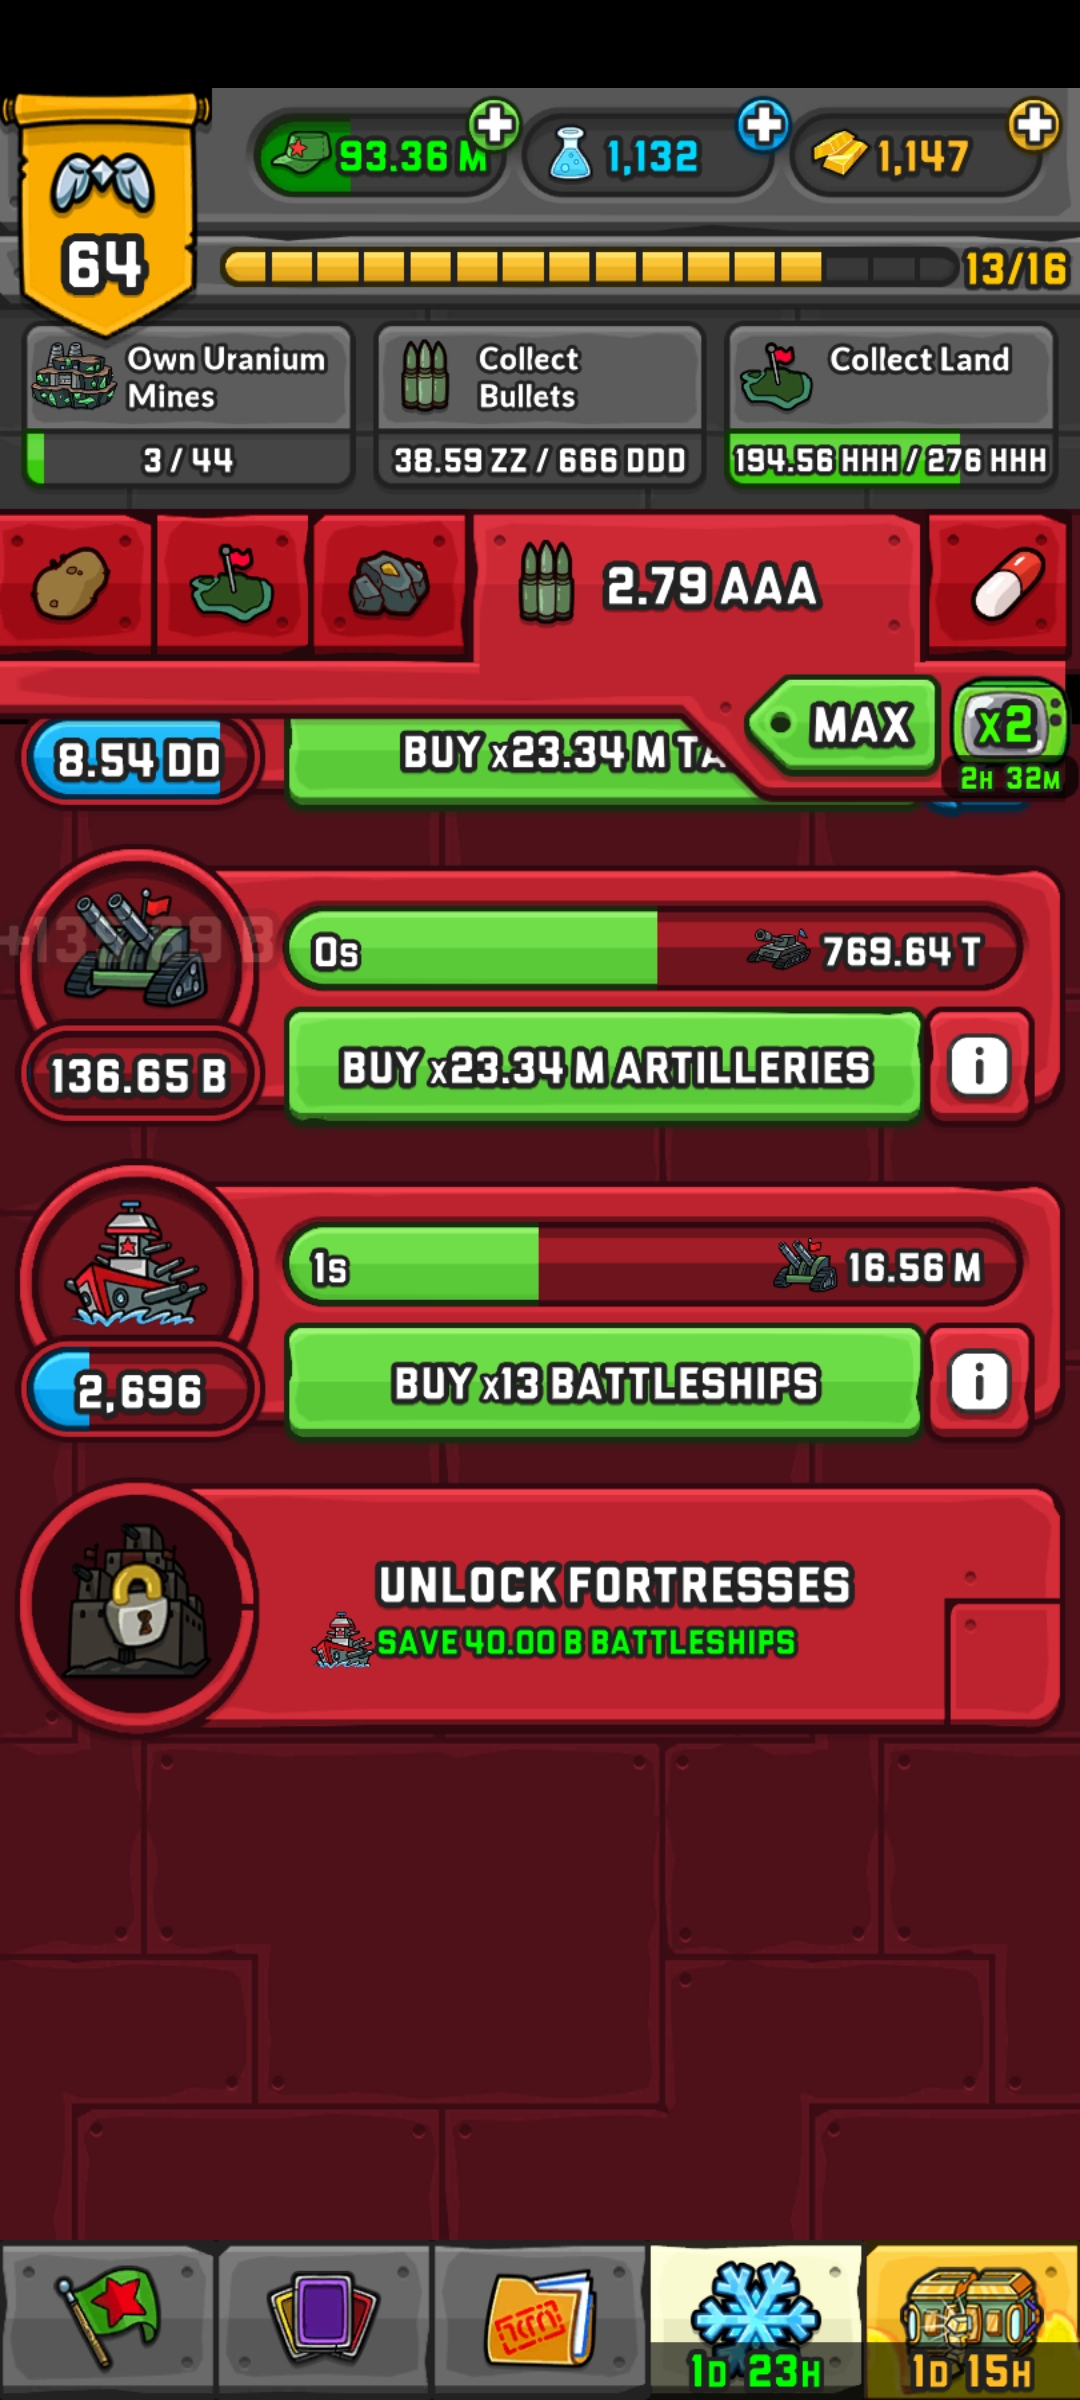 93.36 M
1,132
1,147
64
13/16
Own Uranium
Mines
3 / 44
Collect
Bullets
38.59 ZZ / 666 DDD
Collect Land
194.56 HHH / 276 HHH
2.79 AAA
MAX
x2
2H 32M
8.54 DD
BUY x23.34 M TA
0s
769.64 T
136.65 B
BUY x23.34 M ARTILLERIES
i
1s
16.56 M
2,696
BUY x13 BATTLESHIPS
i
UNLOCK FORTRESSES
SAVE 40.00 B BATTLESHIPS
1D 23H
1D 15H